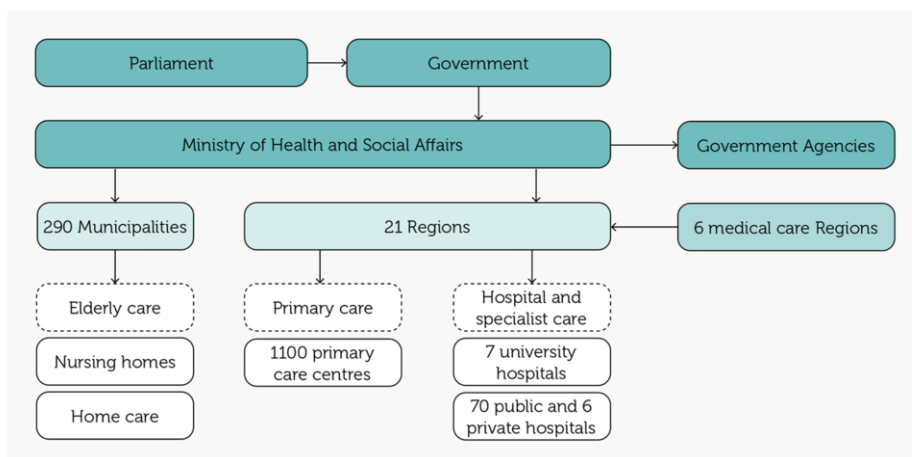 Parliament
Government
Ministry of Health and Social Affairs
Government Agencies
290 Municipalities
21 Regions
6 medical care Regions
Elderly care
Primary care
Hospital and
specialist care
Nursing homes
1100 primary
care centres
7 university
hospitals
Home care
70 public and 6
private hospitals